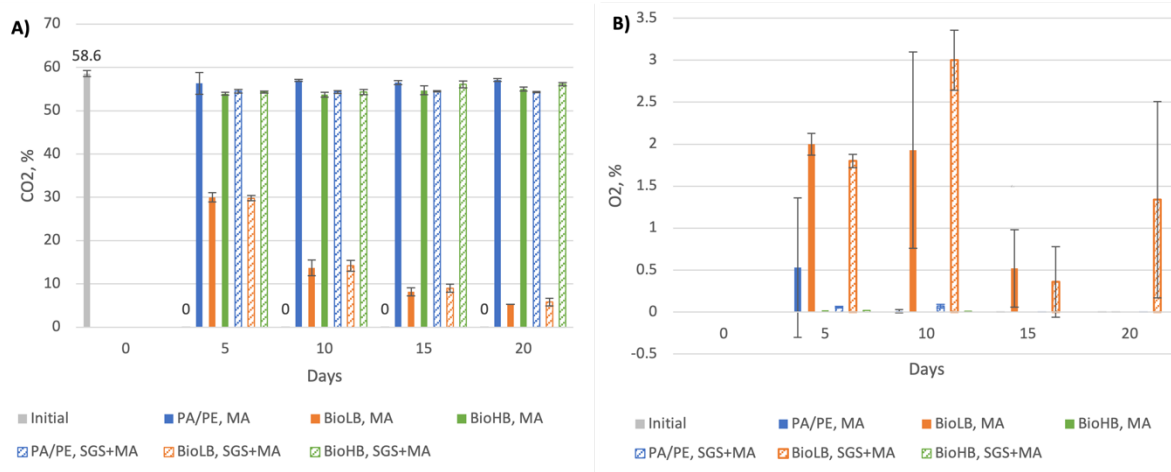 A)
70
60
50
40
30
20
10
0
CO2, %
58.6
0
0
0
0
0
5
10
15
20
Days
Initial
PA/PE, MA
BioLB, MA
BioHB, MA
PA/PE, SGS+MA
BioLB, SGS+MA
BioHB, SGS+MA
B)
3.5
3
2.5
2
1.5
1
0.5
0
-0.5
O2, %
0
5
10
15
20
Days
Initial
PA/PE, MA
BioLB, MA
BioHB, MA
PA/PE, SGS+MA
BioLB, SGS+MA
BioHB, SGS+MA